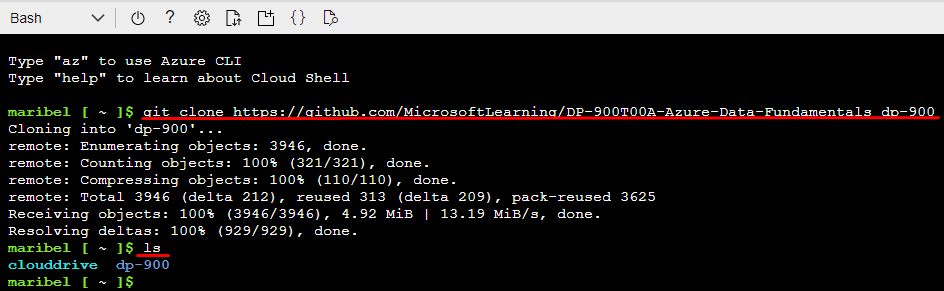 Bash
?
{}
Type "az" to use Azure CLI
Type "help" to learn about Cloud Shell
maribel [ ~ ]$ git clone https://github.com/MicrosoftLearning/DP-900T00A-Azure-Data-Fundamentals dp-900
Cloning into 'dp-900'...
remote: Enumerating objects: 3946, done.
remote: Counting objects: 100% (321/321), done.
remote: Compressing objects: 100% (110/110), done.
remote: Total 3946 (delta 212), reused 313 (delta 209), pack-reused 3625
Receiving objects: 100% (3946/3946), 4.92 MiB | 13.19 MiB/s, done.
Resolving deltas: 100% (929/929), done.
maribel [ ~ ]$ ls
clouddrive  dp-900
maribel [ ~ ]$